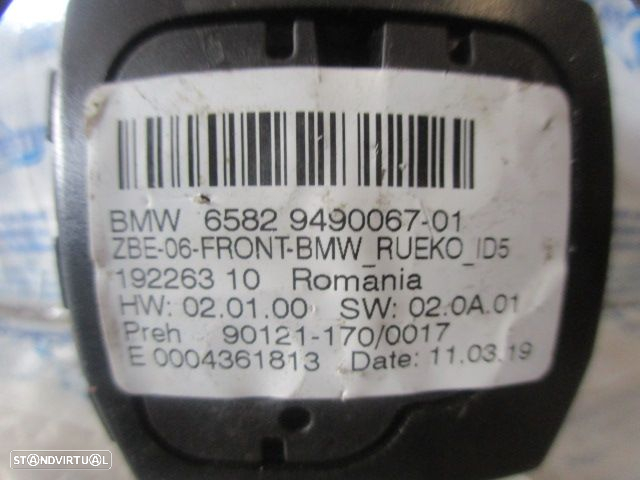 BMW 6582 9490067-01
ZBE-06-FRONT-BMW_RUEKO_ID5
192263 10 Romania
HW: 02.01.00 SW: 02.0A.01
Preh 90121-170/0017
E 0004361813 Date: 11.03.19
STANDVIRTUAL